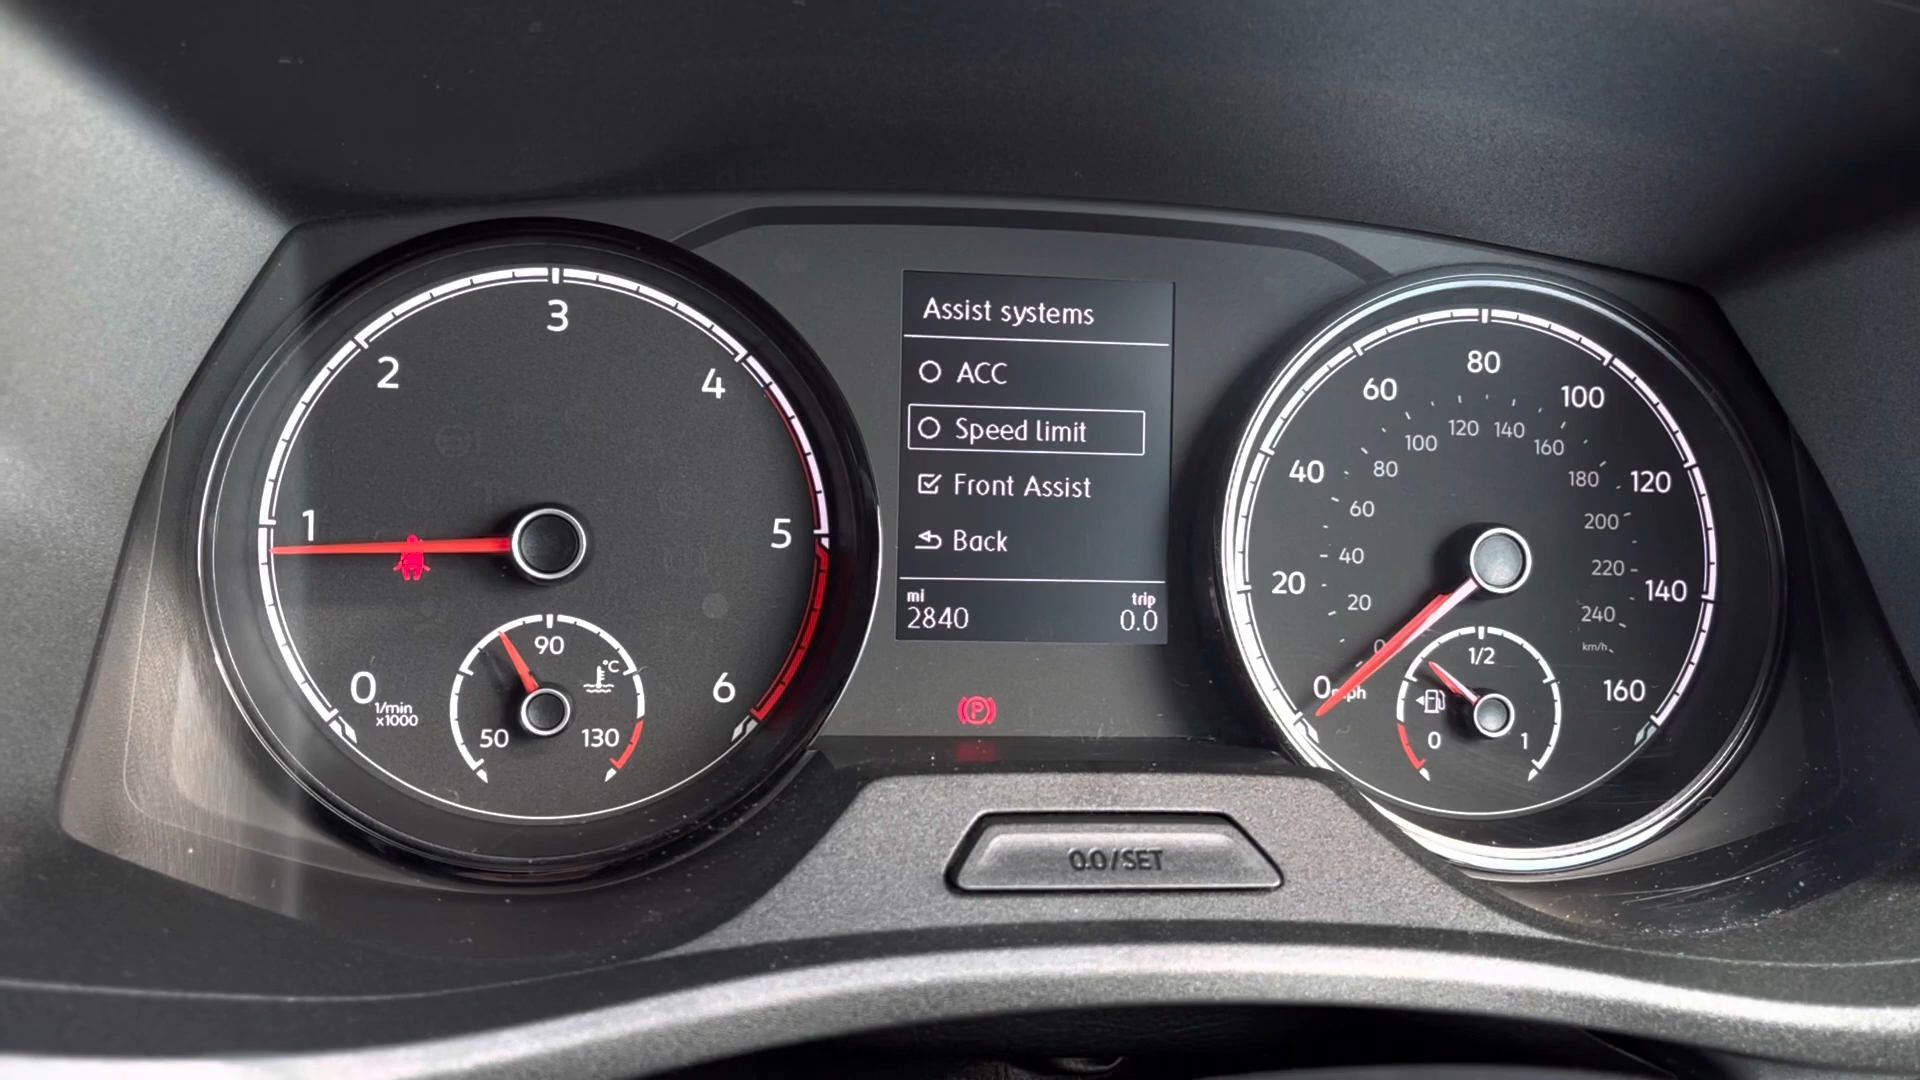 3
2
4
1
5
0
6
1/min
x1000
90
°C
50
130
Assist systems
ACC
Speed limit
Front Assist
Back
mi
trip
2840
0.0
P
0.0/SET
80
60
100
40
120
20
140
0 mph
160
120
140
100
160
80
180
60
200
40
220
20
240
0
km/h
1/2
0
1